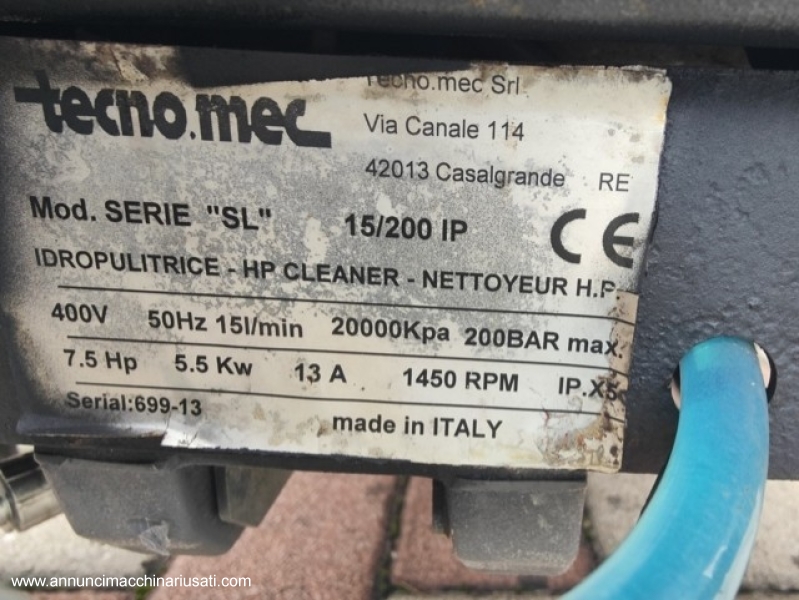 tecno.mec
Tecno.mec Srl
Via Canale 114
42013 Casalgrande RE
Mod. SERIE "SL" 15/200 IP
CE
IDROPULITRICE - HP CLEANER - NETTOYEUR H.P.
400V 50Hz 15l/min 20000Kpa 200BAR max.
7.5 Hp 5.5 Kw 13 A 1450 RPM IP.X5
Serial:699-13
made in ITALY
www.annuncimacchinariusati.com